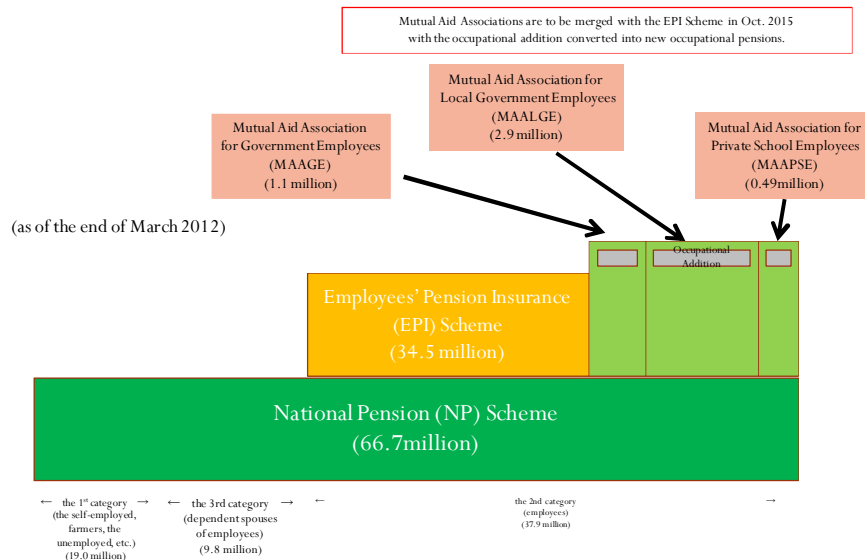 Mutual Aid Associations are to be merged with the EPI Scheme in Oct. 2015
with the occupational addition converted into new occupational pensions.
Mutual Aid Association for
Local Government Employees
(MAALGE)
(2.9 million)
Mutual Aid Association
for Government Employees
(MAAGE)
(1.1 million)
Mutual Aid Association for
Private School Employees
(MAAPSE)
(0.49million)
(as of the end of March 2012)
Occupational
Addition
Employees' Pension Insurance
(EPI) Scheme
(34.5 million)
National Pension (NP) Scheme
(66.7million)
← the 1st category →
(the self-employed,
farmers, the
unemployed, etc.)
(19.0 million)
← the 3rd category →
(dependent spouses
of employees)
(9.8 million)
← the 2nd category →
(employees)
(37.9 million)